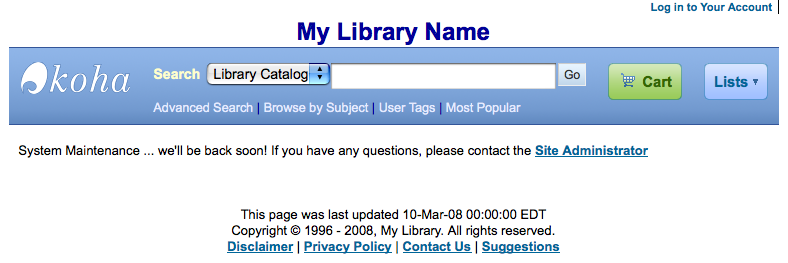 Log in to Your Account
My Library Name
koha Search Library Catalog Go Cart Lists
Advanced Search | Browse by Subject | User Tags | Most Popular
System Maintenance ... we'll be back soon! If you have any questions, please contact the Site Administrator
This page was last updated 10-Mar-08 00:00:00 EDT
Copyright © 1996 - 2008, My Library. All rights reserved.
Disclaimer | Privacy Policy | Contact Us | Suggestions